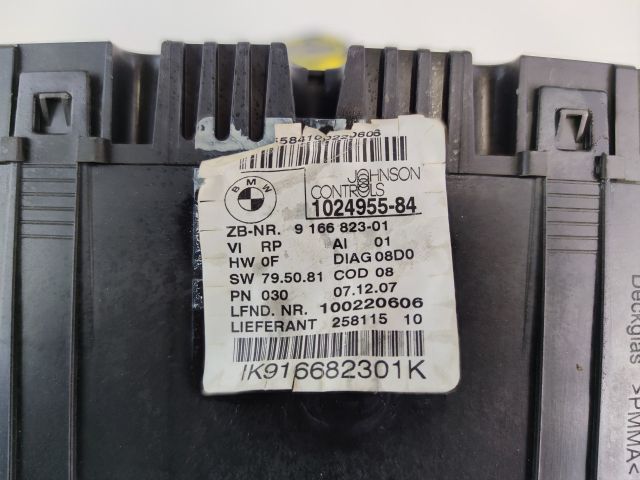 584100220606
BMW
JOHNSON
CONTROLS
1024955-84
ZB-NR. 9 166 823-01
VI RP AI 01
HW 0F DIAG 08D0
SW 79.50.81 COD 08
PN 030 07.12.07
LFND. NR. 100220606
LIEFERANT 258115 10
IK916682301K
Deckglas >PMMA<